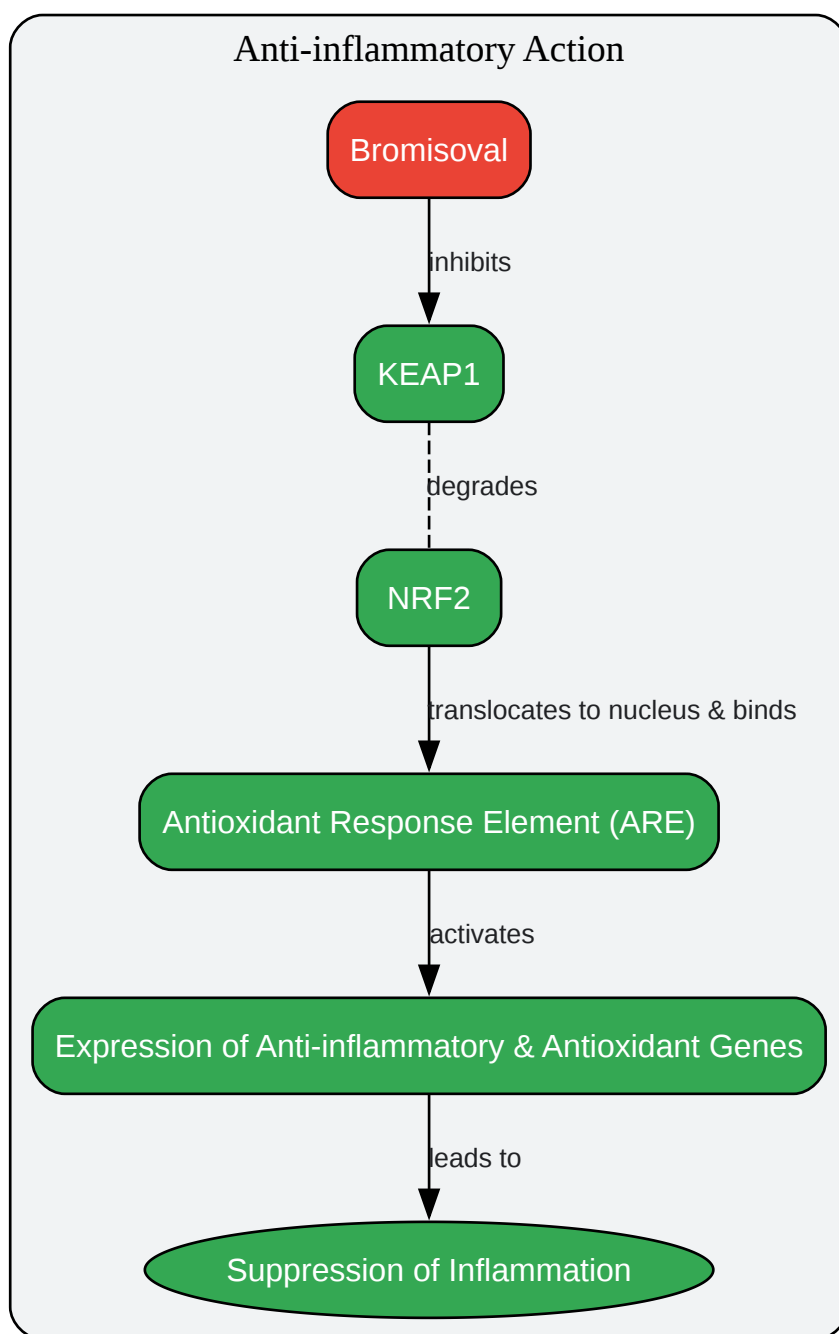 Anti-inflammatory Action
Bromisoval
inhibits
KEAP1
degrades
NRF2
translocates to nucleus & binds
Antioxidant Response Element (ARE)
activates
Expression of Anti-inflammatory & Antioxidant Genes
leads to
Suppression of Inflammation